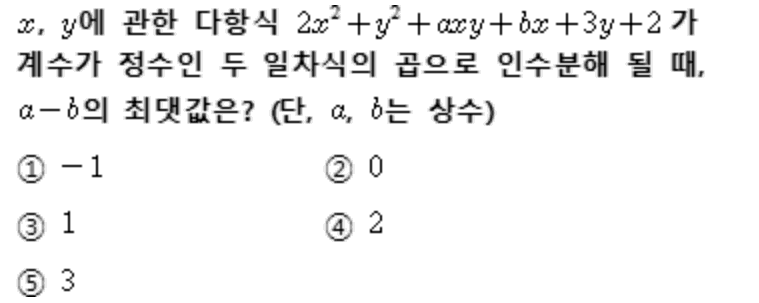 x, y에 관한 다항식 2x²+y²+axy+bx+3y+2 가
계수가 정수인 두 일차식의 곱으로 인수분해 될 때,
a-b의 최댓값은? (단, a, b는 상수)
① -1 ② 0
③ 1 ④ 2
⑤ 3